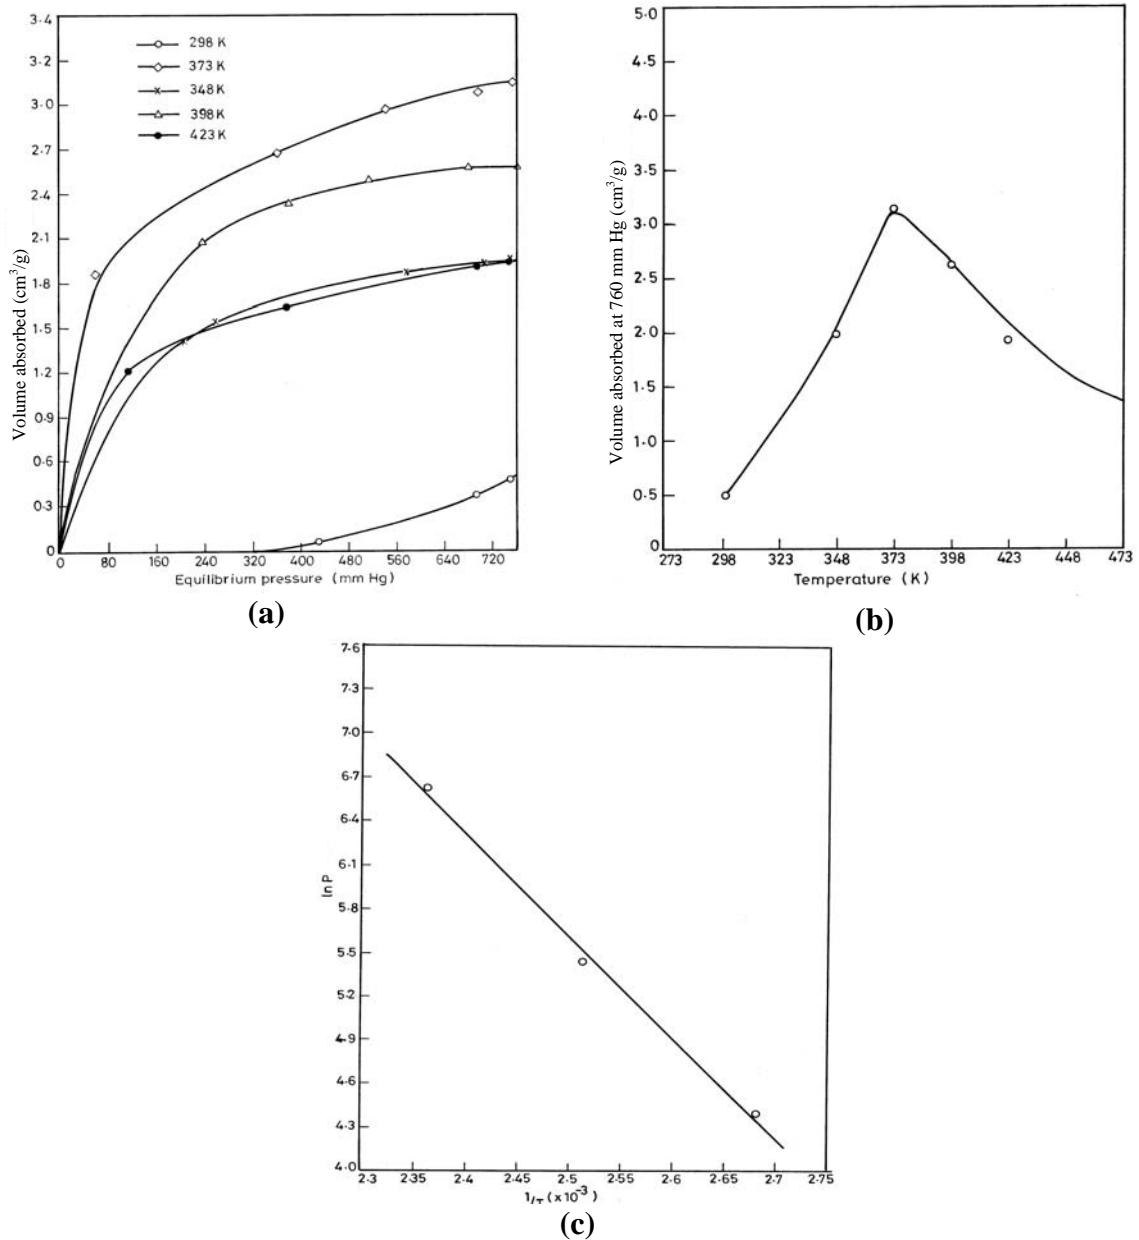 3.4
3.2
3.0
2.7
2.4
2.1
1.8
1.5
1.2
0.9
0.6
0.3
0
Volume absorbed (cm³/g)
298 K
373 K
348 K
398 K
423 K
0 80 160 240 320 400 480 560 640 720
Equilibrium pressure (mm Hg)
(a)
5.0
4.5
4.0
3.5
3.0
2.5
2.0
1.5
1.0
0.5
0
Volume absorbed at 760 mm Hg (cm³/g)
273 298 323 348 373 398 423 448 473
Temperature (K)
(b)
7.6
7.3
7.0
6.7
6.4
6.1
5.8
5.5
5.2
4.9
4.6
4.3
4.0
ln P
2.3 2.35 2.4 2.45 2.5 2.55 2.6 2.65 2.7 2.75
1/T (x10⁻³)
(c)